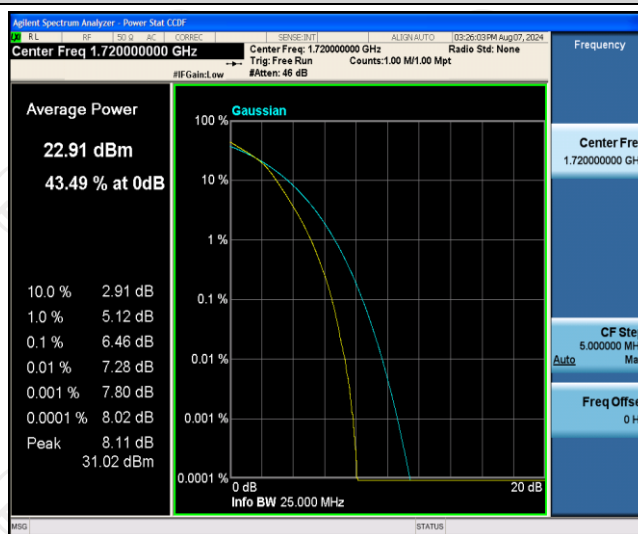 Agilent Spectrum Analyzer - Power Stat CCDF
RL RF 50 Ω AC CORREC SENSE:INT ALIGN AUTO 03:26:03PM Aug07, 2024
Center Freq 1.720000000 GHz
Center Freq: 1.720000000 GHz Radio Std: None
Trig: Free Run Counts:1.00 M/1.00 Mpt
#IFGain:Low #Atten: 46 dB
Frequency
Average Power
22.91 dBm
43.49 % at 0dB
10.0 % 2.91 dB
1.0 % 5.12 dB
0.1 % 6.46 dB
0.01 % 7.28 dB
0.001 % 7.80 dB
0.0001 % 8.02 dB
Peak 8.11 dB
31.02 dBm
Gaussian
100 %
10 %
1 %
0.1 %
0.01 %
0.001 %
0.0001 %
0 dB 20 dB
Info BW 25.000 MHz
Center Fre
1.720000000 GH
CF Ste
5.000000 MH
Auto Ma
Freq Offse
0 H
MSG STATUS